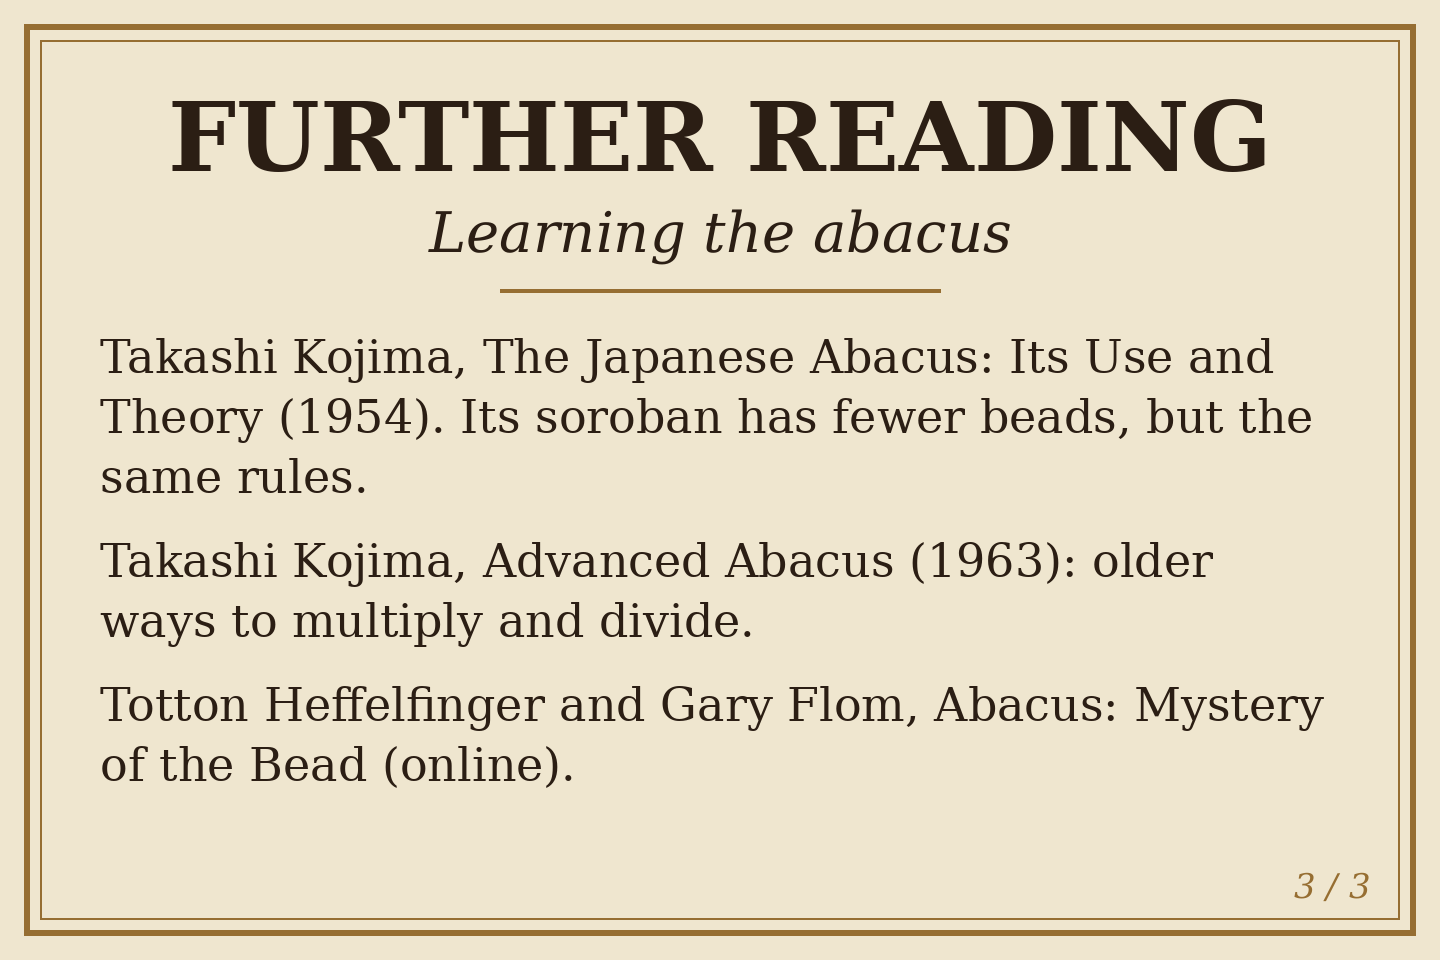 FURTHER READING
Learning the abacus
Takashi Kojima, The Japanese Abacus: Its Use and
Theory (1954). Its soroban has fewer beads, but the
same rules.
Takashi Kojima, Advanced Abacus (1963): older
ways to multiply and divide.
Totton Heffelfinger and Gary Flom, Abacus: Mystery
of the Bead (online).
3 / 3